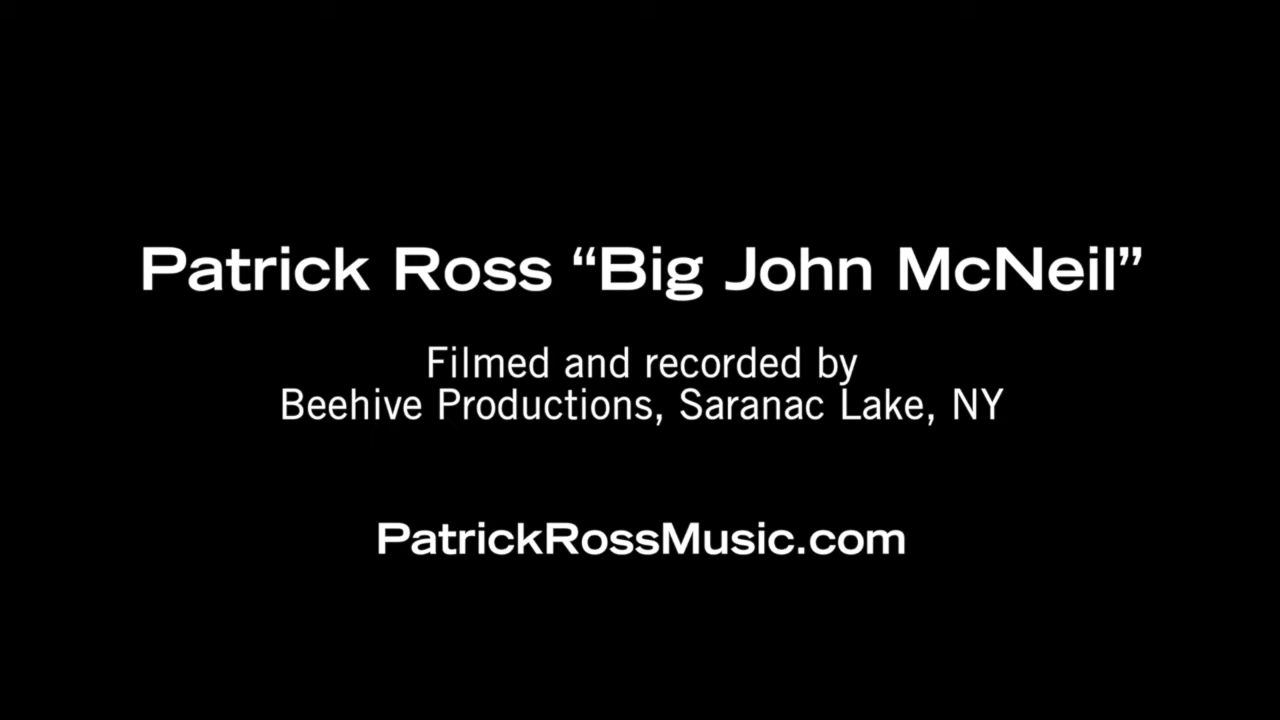 Patrick Ross “Big John McNeil”
Filmed and recorded by
Beehive Productions, Saranac Lake, NY
PatrickRossMusic.com